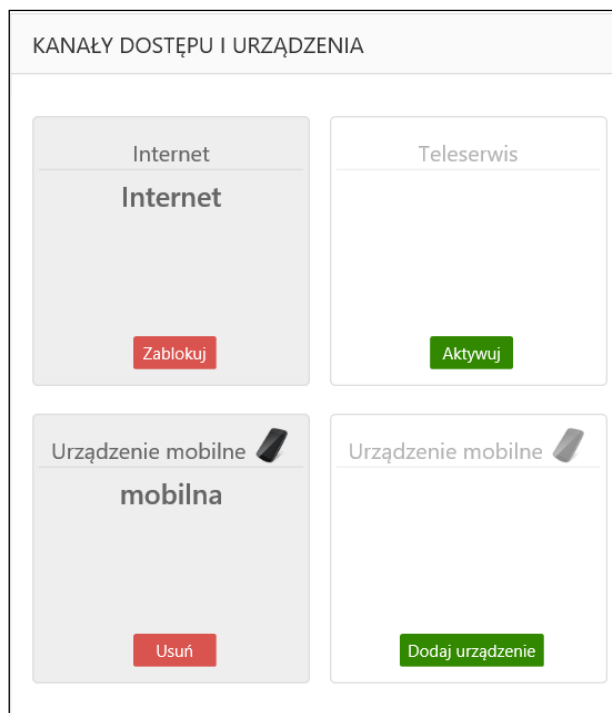 KANAŁY DOSTĘPU I URZĄDZENIA
Internet
Internet
Zablokuj
Teleserwis
Aktywuj
Urządzenie mobilne
mobilna
Usuń
Urządzenie mobilne
Dodaj urządzenie